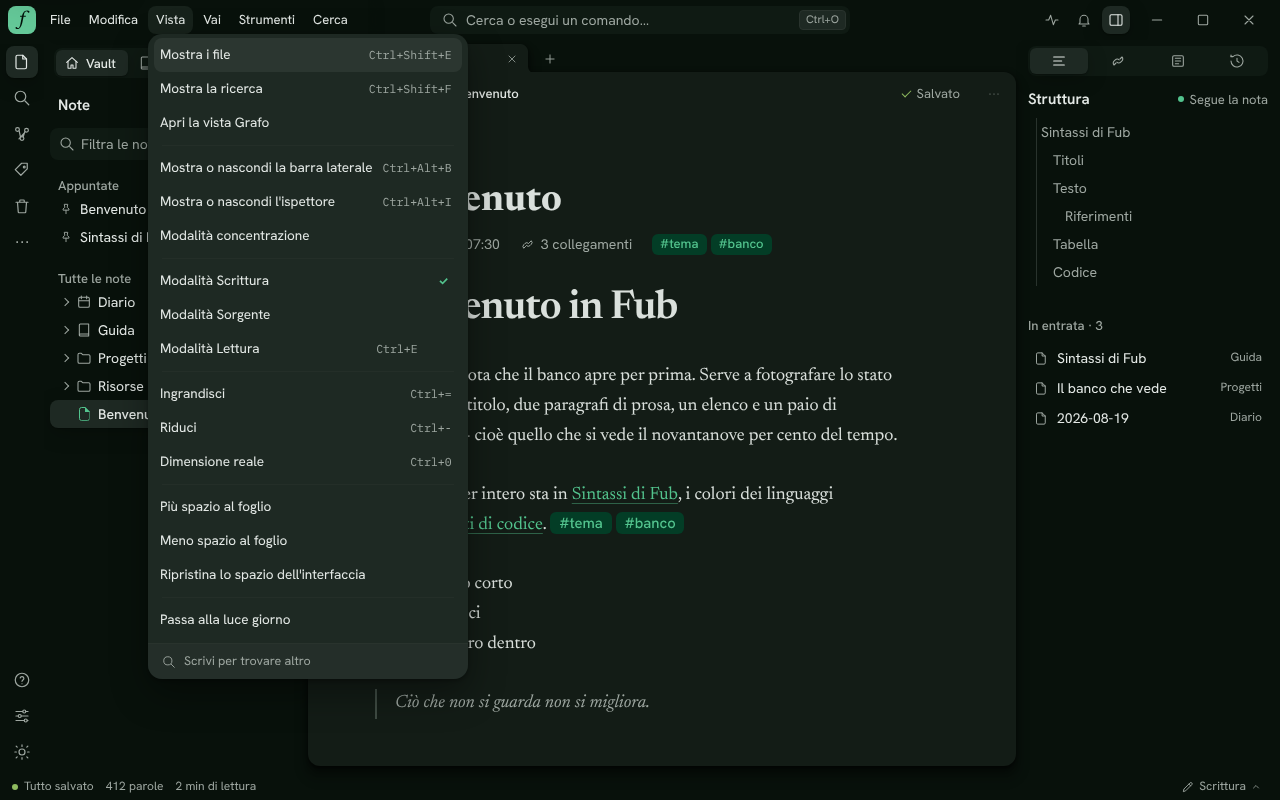 f File Modifica Vista Vai Strumenti Cerca
Cerca o esegui un comando... Ctrl+O
Mostra i file Ctrl+Shift+E
Mostra la ricerca Ctrl+Shift+F
Apri la vista Grafo
Mostra o nascondi la barra laterale Ctrl+Alt+B
Mostra o nascondi l'ispettore Ctrl+Alt+I
Modalità concentrazione
Modalità Scrittura
Modalità Sorgente
Modalità Lettura Ctrl+E
Ingrandisci Ctrl+=
Riduci Ctrl+-
Dimensione reale Ctrl+0
Più spazio al foglio
Meno spazio al foglio
Ripristina lo spazio dell'interfaccia
Passa alla luce giorno
Scrivi per trovare altro
Vault
Note
Filtra le no
Appuntate
Benvenuto
Sintassi di
Tutte le note
Diario
Guida
Progetti
Risorse
Benvenu
envenuto
Salvato
enuto
07:30 3 collegamenti #tema #banco
enuto in Fub
ota che il banco apre per prima. Serve a fotografare lo stato
titolo, due paragrafi di prosa, un elenco e un paio di
cioè quello che si vede il novantanove per cento del tempo.
er intero sta in Sintassi di Fub, i colori dei linguaggi
i di codice. #tema #banco
o corto
ci
ro dentro
Ciò che non si guarda non si migliora.
Struttura Segue la nota
Sintassi di Fub
Titoli
Testo
Riferimenti
Tabella
Codice
In entrata · 3
Sintassi di Fub Guida
Il banco che vede Progetti
2026-08-19 Diario
Tutto salvato 412 parole 2 min di lettura
Scrittura